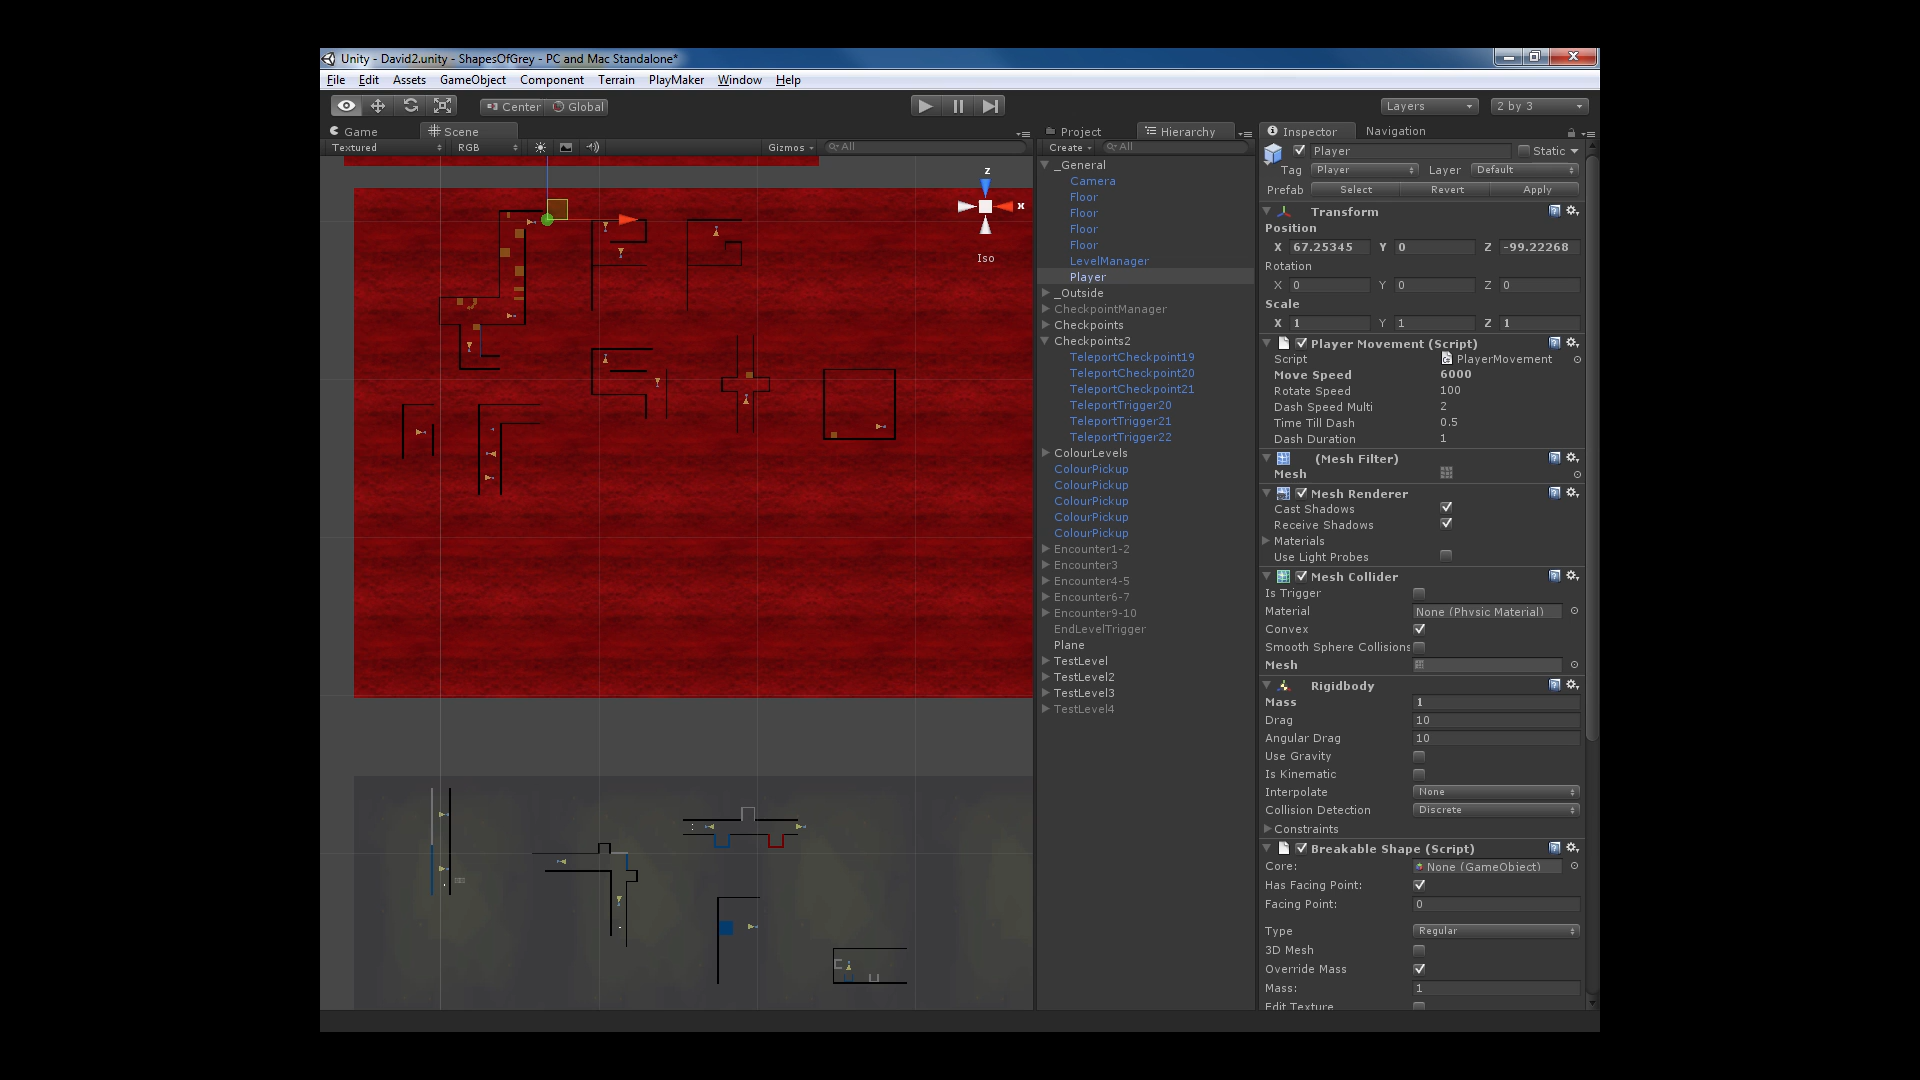 Unity - David2.unity - ShapesOfGrey - PC and Mac Standalone*
File Edit Assets GameObject Component Terrain PlayMaker Window Help
Center Global
Layers
2 by 3
Game
Scene
Textured
RGB
Gizmos
All
z
x
Iso
Project
Hierarchy
Create
All
_General
Camera
Floor
Floor
Floor
Floor
LevelManager
Player
_Outside
CheckpointManager
Checkpoints
Checkpoints2
TeleportCheckpoint19
TeleportCheckpoint20
TeleportCheckpoint21
TeleportTrigger20
TeleportTrigger21
TeleportTrigger22
ColourLevels
ColourPickup
ColourPickup
ColourPickup
ColourPickup
ColourPickup
Encounter1-2
Encounter3
Encounter4-5
Encounter6-7
Encounter9-10
EndLevelTrigger
Plane
TestLevel
TestLevel2
TestLevel3
TestLevel4
Inspector
Navigation
Player
Static
Tag Player Layer Default
Prefab Select Revert Apply
Transform
Position
X 67.25345 Y 0 Z -99.22268
Rotation
X 0 Y 0 Z 0
Scale
X 1 Y 1 Z 1
Player Movement (Script)
Script PlayerMovement
Move Speed 6000
Rotate Speed 100
Dash Speed Multi 2
Time Till Dash 0.5
Dash Duration 1
(Mesh Filter)
Mesh
Mesh Renderer
Cast Shadows
Receive Shadows
Materials
Use Light Probes
Mesh Collider
Is Trigger
Material None (Physic Material)
Convex
Smooth Sphere Collisions
Mesh
Rigidbody
Mass 1
Drag 10
Angular Drag 10
Use Gravity
Is Kinematic
Interpolate None
Collision Detection Discrete
Constraints
Breakable Shape (Script)
Core: None (GameObject)
Has Facing Point:
Facing Point: 0
Type Regular
3D Mesh
Override Mass
Mass: 1
Edit Texture